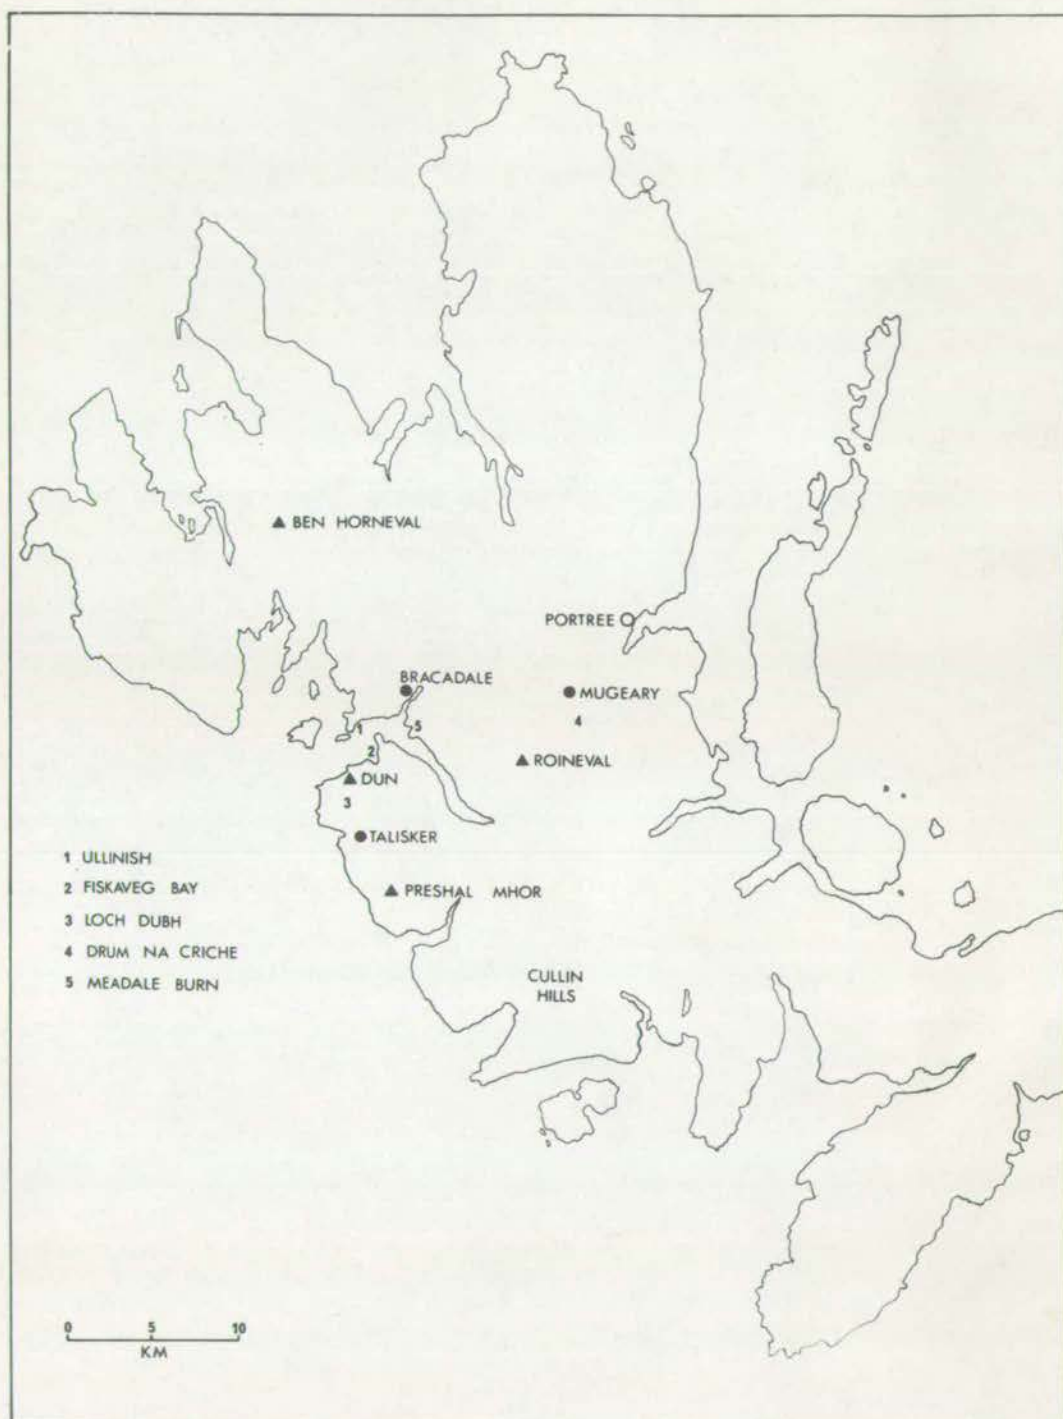 BEN HORNEVAL
PORTREE
BRACADALE
MUGEARY
1
5
4
2
ROINEVAL
DUN
3
TALISKER
1 ULLINISH
2 FISKAVEG BAY
3 LOCH DUBH
4 DRUM NA CRICHE
5 MEADALE BURN
PRESHAL MHOR
CULLIN
HILLS
0 5 10
KM